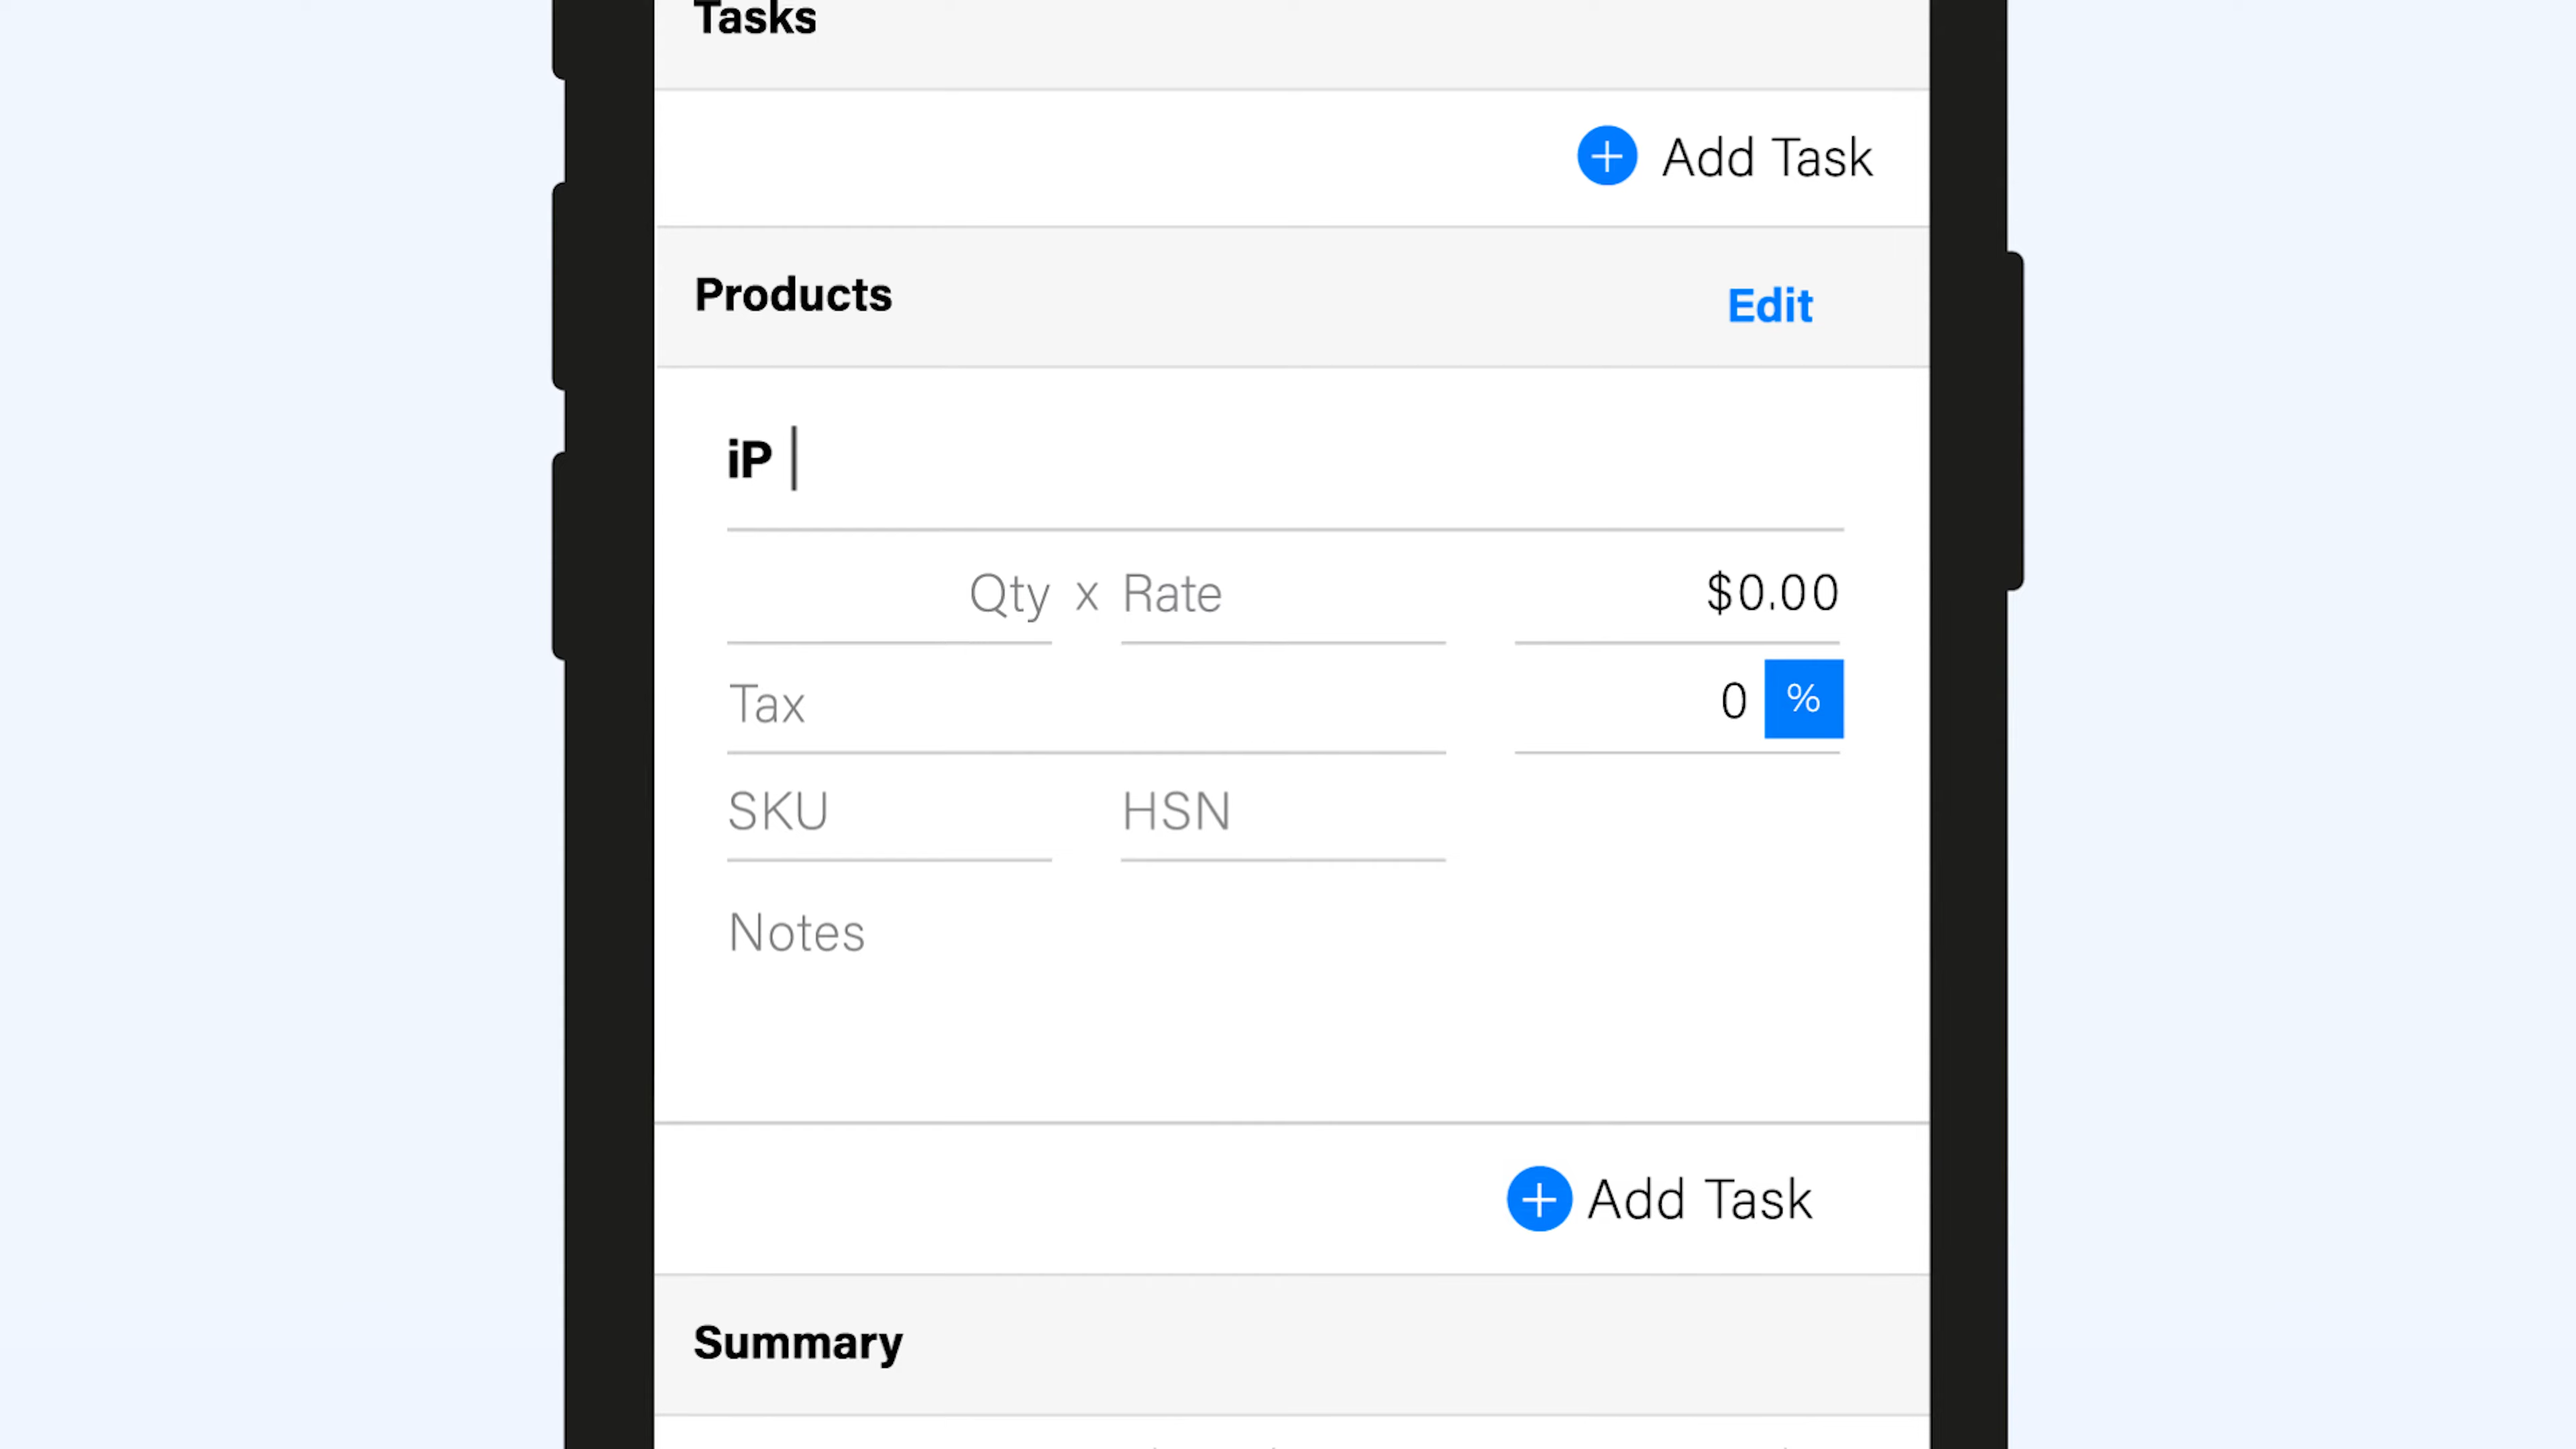 Tasks
Add Task
Products Edit
iP
Qty x Rate $0.00
Tax 0 %
SKU HSN
Notes
Add Task
Summary